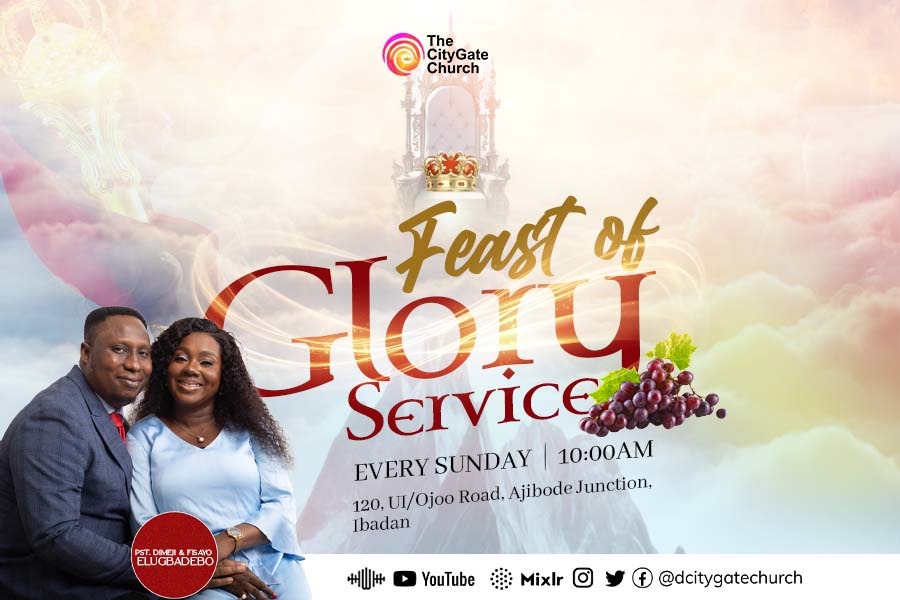 The
CityGate
Church
Feast of
Glory
Service
EVERY SUNDAY | 10:00AM
120, UI/Ojoo Road, Ajibode Junction,
Ibadan
PST. DIMEJI & FISAYO
ELUGBADEBO
YouTube Mixlr @dcitygatechurch